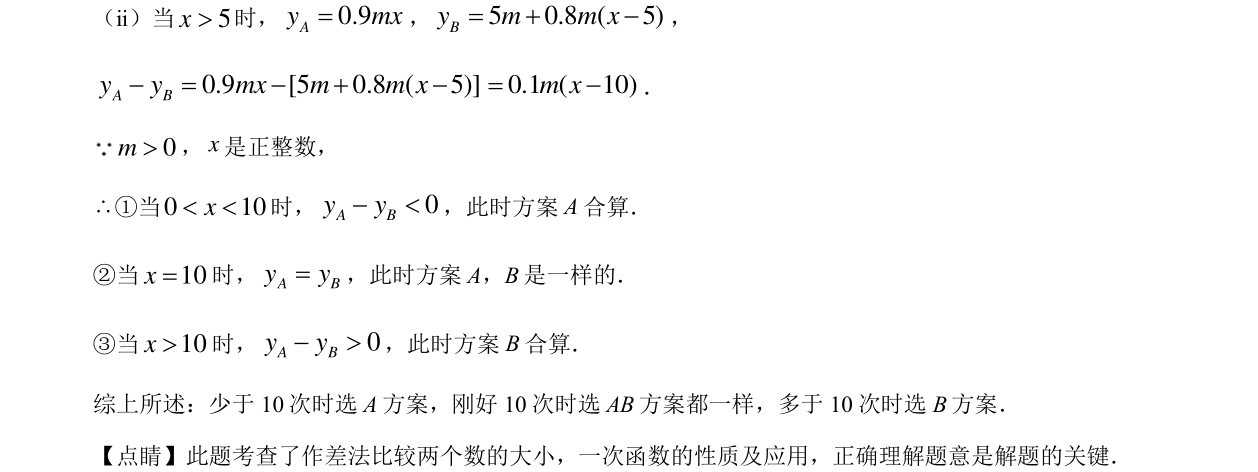 （ii）当 x > 5 时， y_A = 0.9mx， y_B = 5m + 0.8m(x − 5)，
y_A − y_B = 0.9mx − [5m + 0.8m(x − 5)] = 0.1m(x − 10)．
∵ m > 0， x 是正整数，
∴①当 0 < x < 10 时， y_A − y_B < 0，此时方案 A 合算．
②当 x = 10 时， y_A = y_B，此时方案 A，B 是一样的．
③当 x > 10 时， y_A − y_B > 0，此时方案 B 合算．
综上所述：少于 10 次时选 A 方案，刚好 10 次时选 AB 方案都一样，多于 10 次时选 B 方案．
【点睛】此题考查了作差法比较两个数的大小，一次函数的性质及应用，正确理解题意是解题的关键．